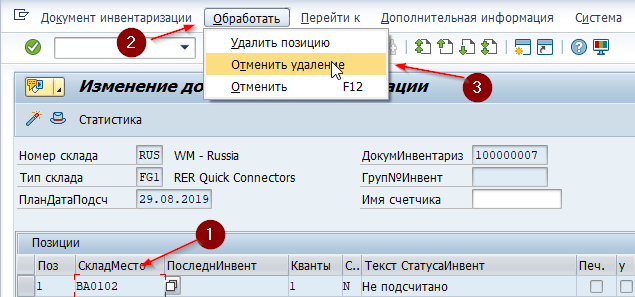 Документ инвентаризации Обработать Перейти к Дополнительная информация Система
2
Удалить позицию
Отменить удаление
3
Отменить F12
Изменение до ации
Статистика
Номер склада RUS WM - Russia ДокумИнвентариз 100000007
Тип склада FG1 RER Quick Connectors Груп№Инвент
ПланДатаПодсч 29.08.2019 Имя счетчика
1
Позиции
Поз СкладМесто ПоследнИнвент Кванты С.. Текст СтатусаИнвент Печ. у
1 BA0102 1 N Не подсчитано